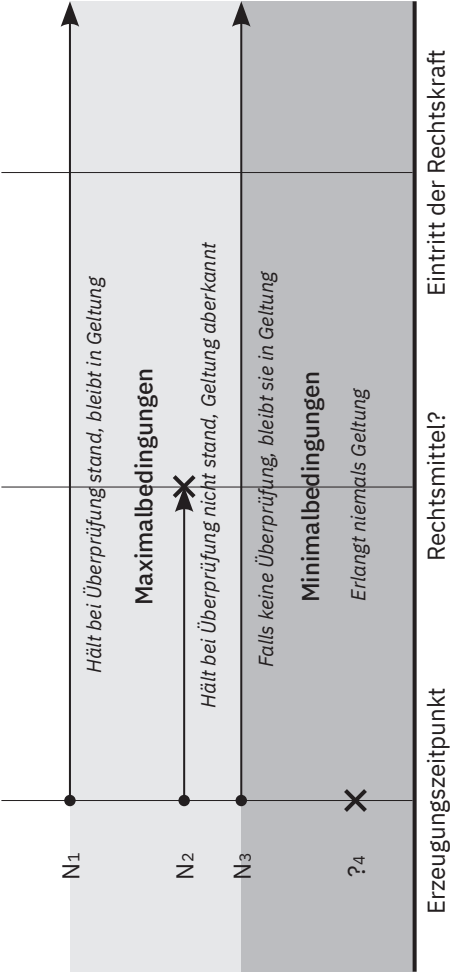 N1
Hält bei Überprüfung stand, bleibt in Geltung
Maximalbedingungen
N2
Hält bei Überprüfung nicht stand, Geltung aberkannt
N3
Falls keine Überprüfung, bleibt sie in Geltung
Minimalbedingungen
?4
Erlangt niemals Geltung
Erzeugungszeitpunkt
Rechtsmittel?
Eintritt der Rechtskraft